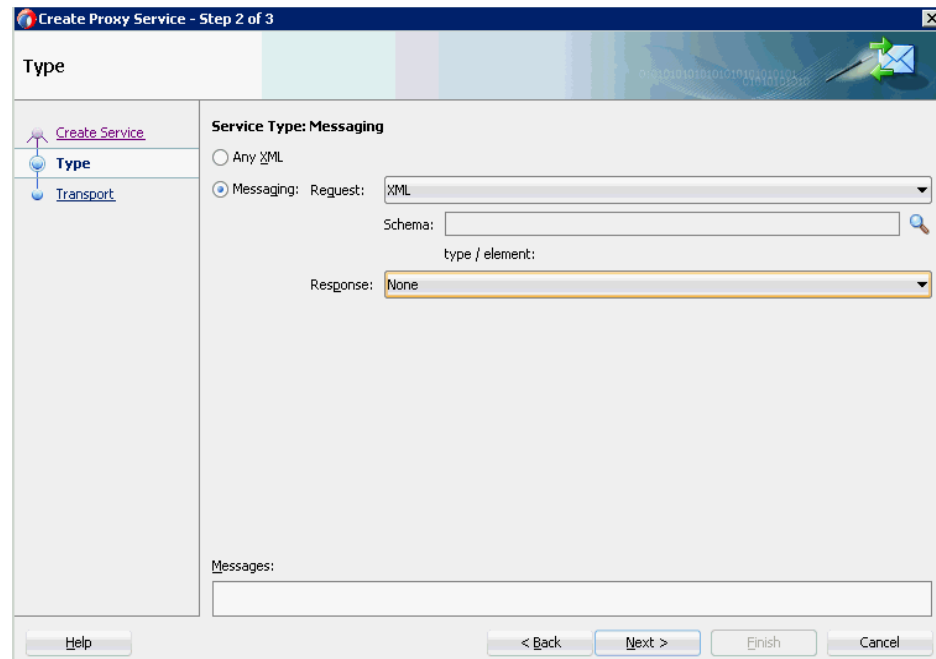 Create Proxy Service - Step 2 of 3
Type
Create Service
Type
Transport
Service Type: Messaging
Any XML
Messaging: Request: XML
Schema:
type / element:
Response: None
Messages:
Help < Back Next > Finish Cancel